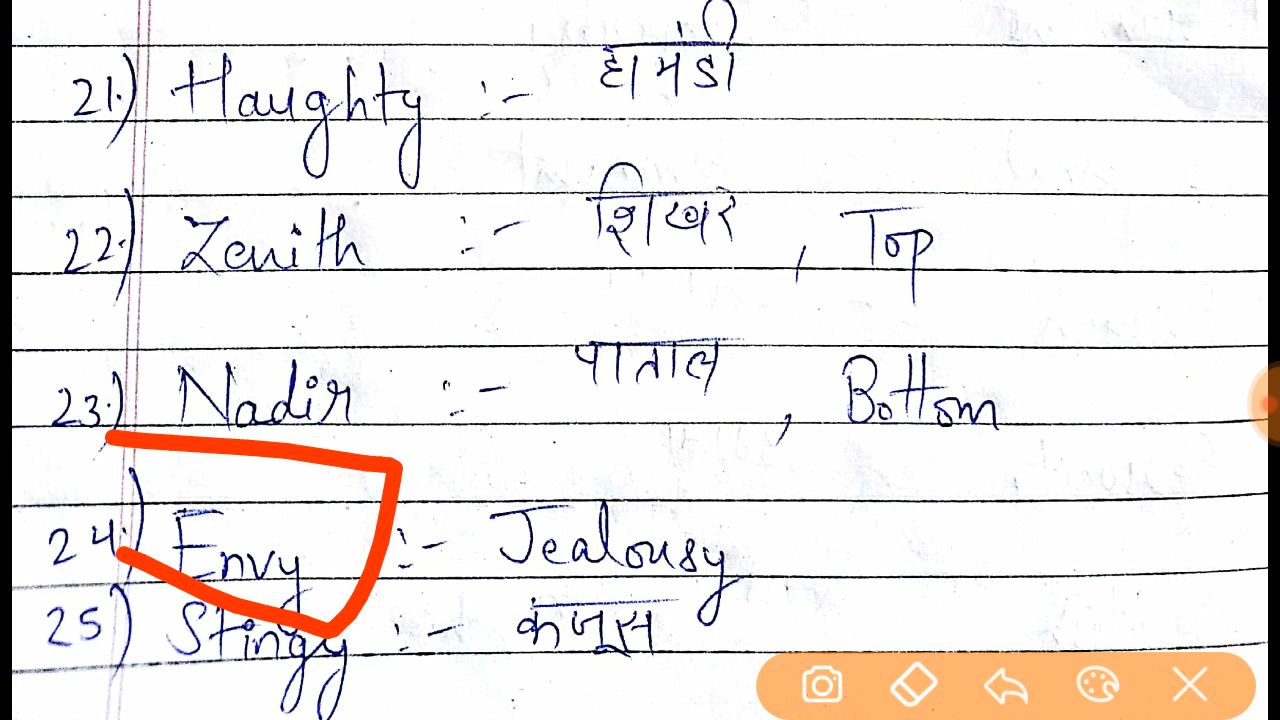 21.) Haughty :- घमंडी
22.) Zenith :- शिखर , Top
23.) Nadir :- पाताल , Bottom
24.) Envy :- Jealousy
25) Stingy :- कंजूस